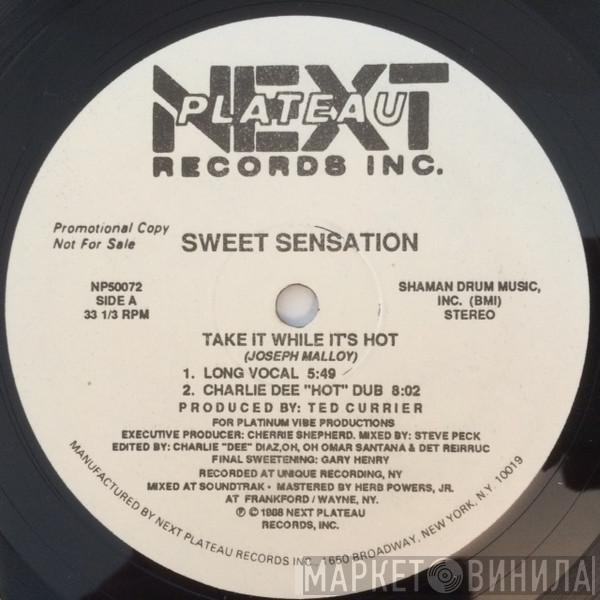 NEXT
PLATEAU
RECORDS INC.
Promotional Copy
Not For Sale
SWEET SENSATION
NP50072
SIDE A
33 1/3 RPM
SHAMAN DRUM MUSIC,
INC. (BMI)
STEREO
TAKE IT WHILE IT'S HOT
(JOSEPH MALLOY)
1. LONG VOCAL 5:49
2. CHARLIE DEE "HOT" DUB 8:02
PRODUCED BY: TED CURRIER
FOR PLATINUM VIBE PRODUCTIONS
EXECUTIVE PRODUCER: CHERRIE SHEPHERD. MIXED BY: STEVE PECK
EDITED BY: CHARLIE "DEE" DIAZ,OH, OH OMAR SANTANA & DET REIRRUC
FINAL SWEETENING: GARY HENRY
RECORDED AT UNIQUE RECORDING, NY
MIXED AT SOUNDTRAK • MASTERED BY HERB POWERS, JR.
AT FRANKFORD / WAYNE, NY.
℗ © 1988 NEXT PLATEAU
RECORDS, INC.
MANUFACTURED BY NEXT PLATEAU RECORDS INC., 1650 BROADWAY, NEW YORK, N.Y. 10019
МАРКЕТ ВИНИЛА